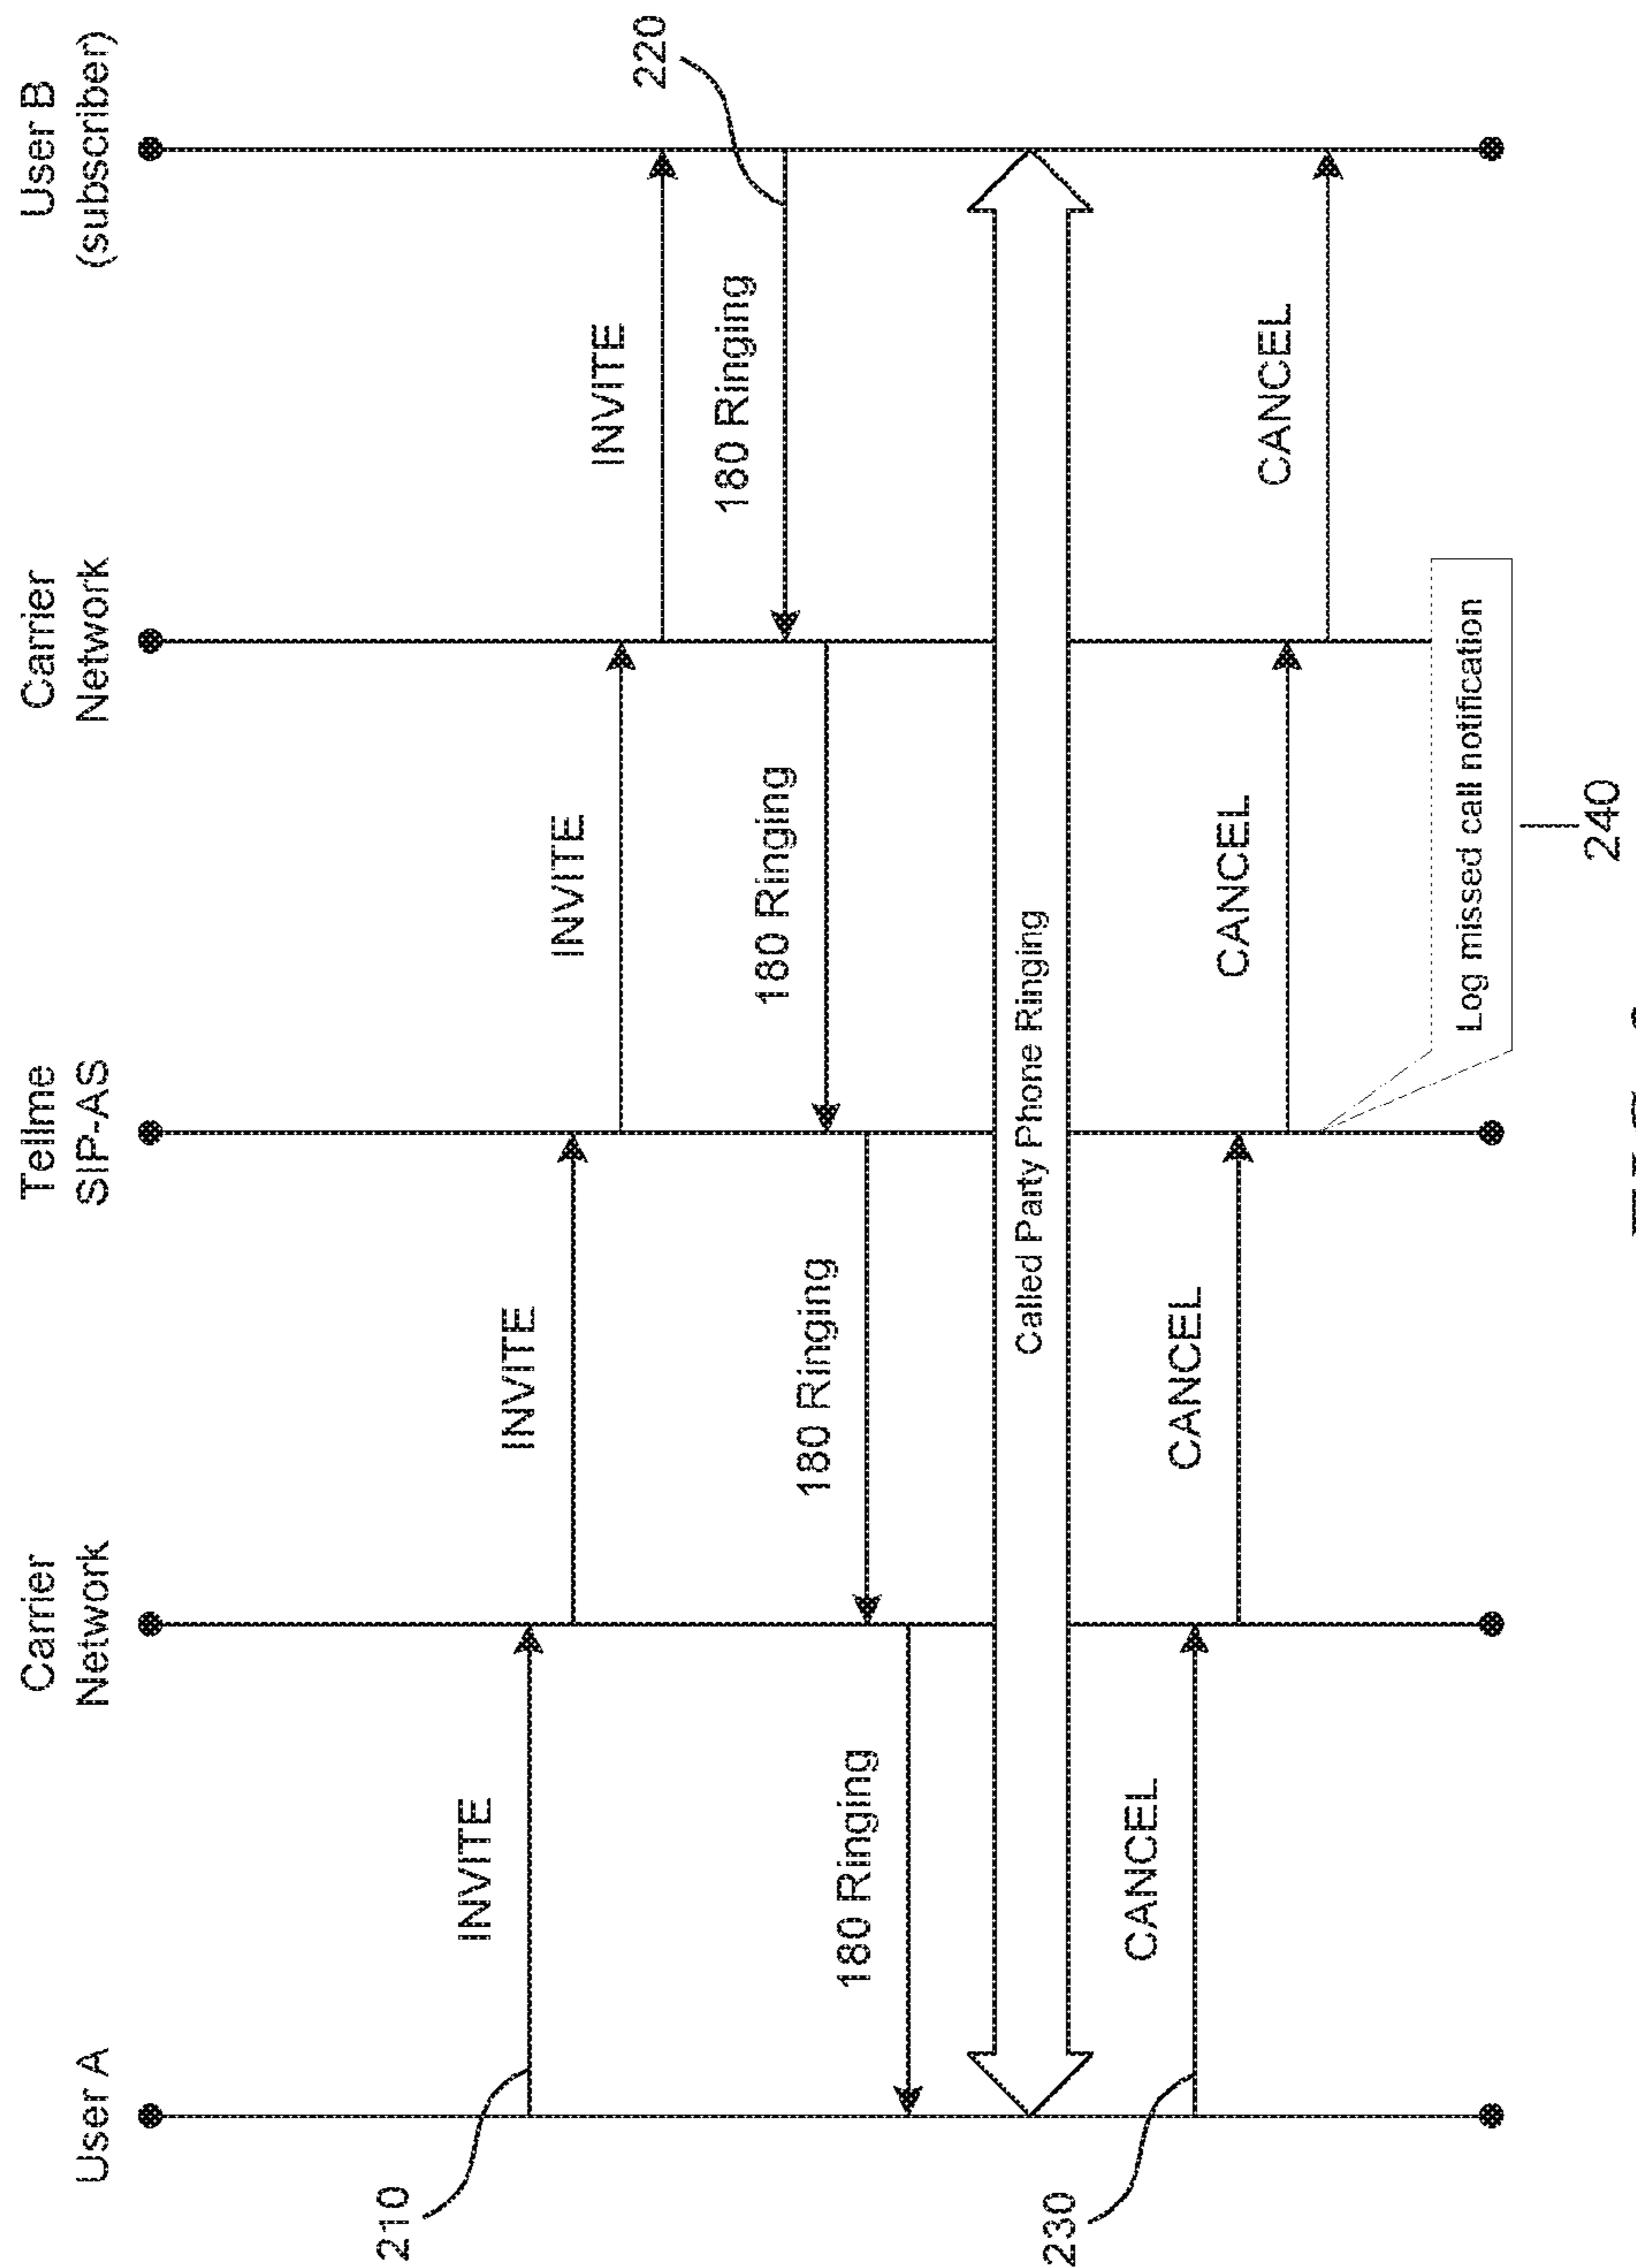 User A
Carrier
Network
Tellme
SIP-AS
Carrier
Network
User B
(subscriber)
210
INVITE
INVITE
INVITE
INVITE
220
180 Ringing
180 Ringing
180 Ringing
180 Ringing
Called Party Phone Ringing
230
CANCEL
CANCEL
CANCEL
CANCEL
Log missed call notification
240